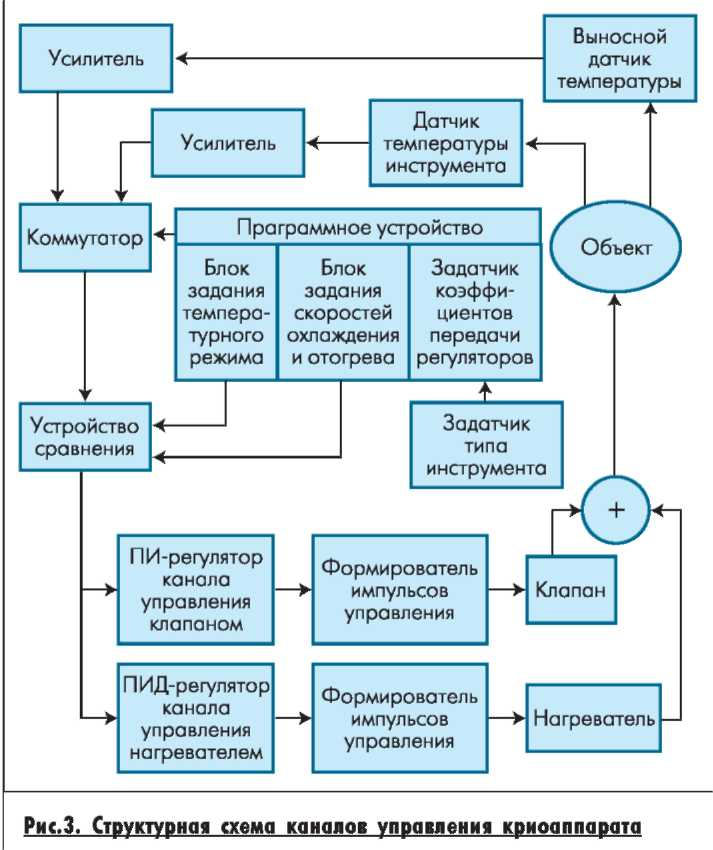 Усилитель
Выносной
датчик
температуры
Усилитель
Датчик
температуры
инструмента
Коммутатор
Праграммное устройство
Объект
Блок
задания
темпера-
турного
режима
Блок
задания
скоростей
охлаждения
и отогрева
Задатчик
коэффи-
циентов
передачи
регуляторов
Устройство
сравнения
Задатчик
типа
инструмента
+
ПИ-регулятор
канала
управления
клапаном
Формирователь
импульсов
управления
Клапан
ПИД-регулятор
канала
управления
нагревателем
Формирователь
импульсов
управления
Нагреватель
Рис.3. Структурная схема каналов управления криоаппарата